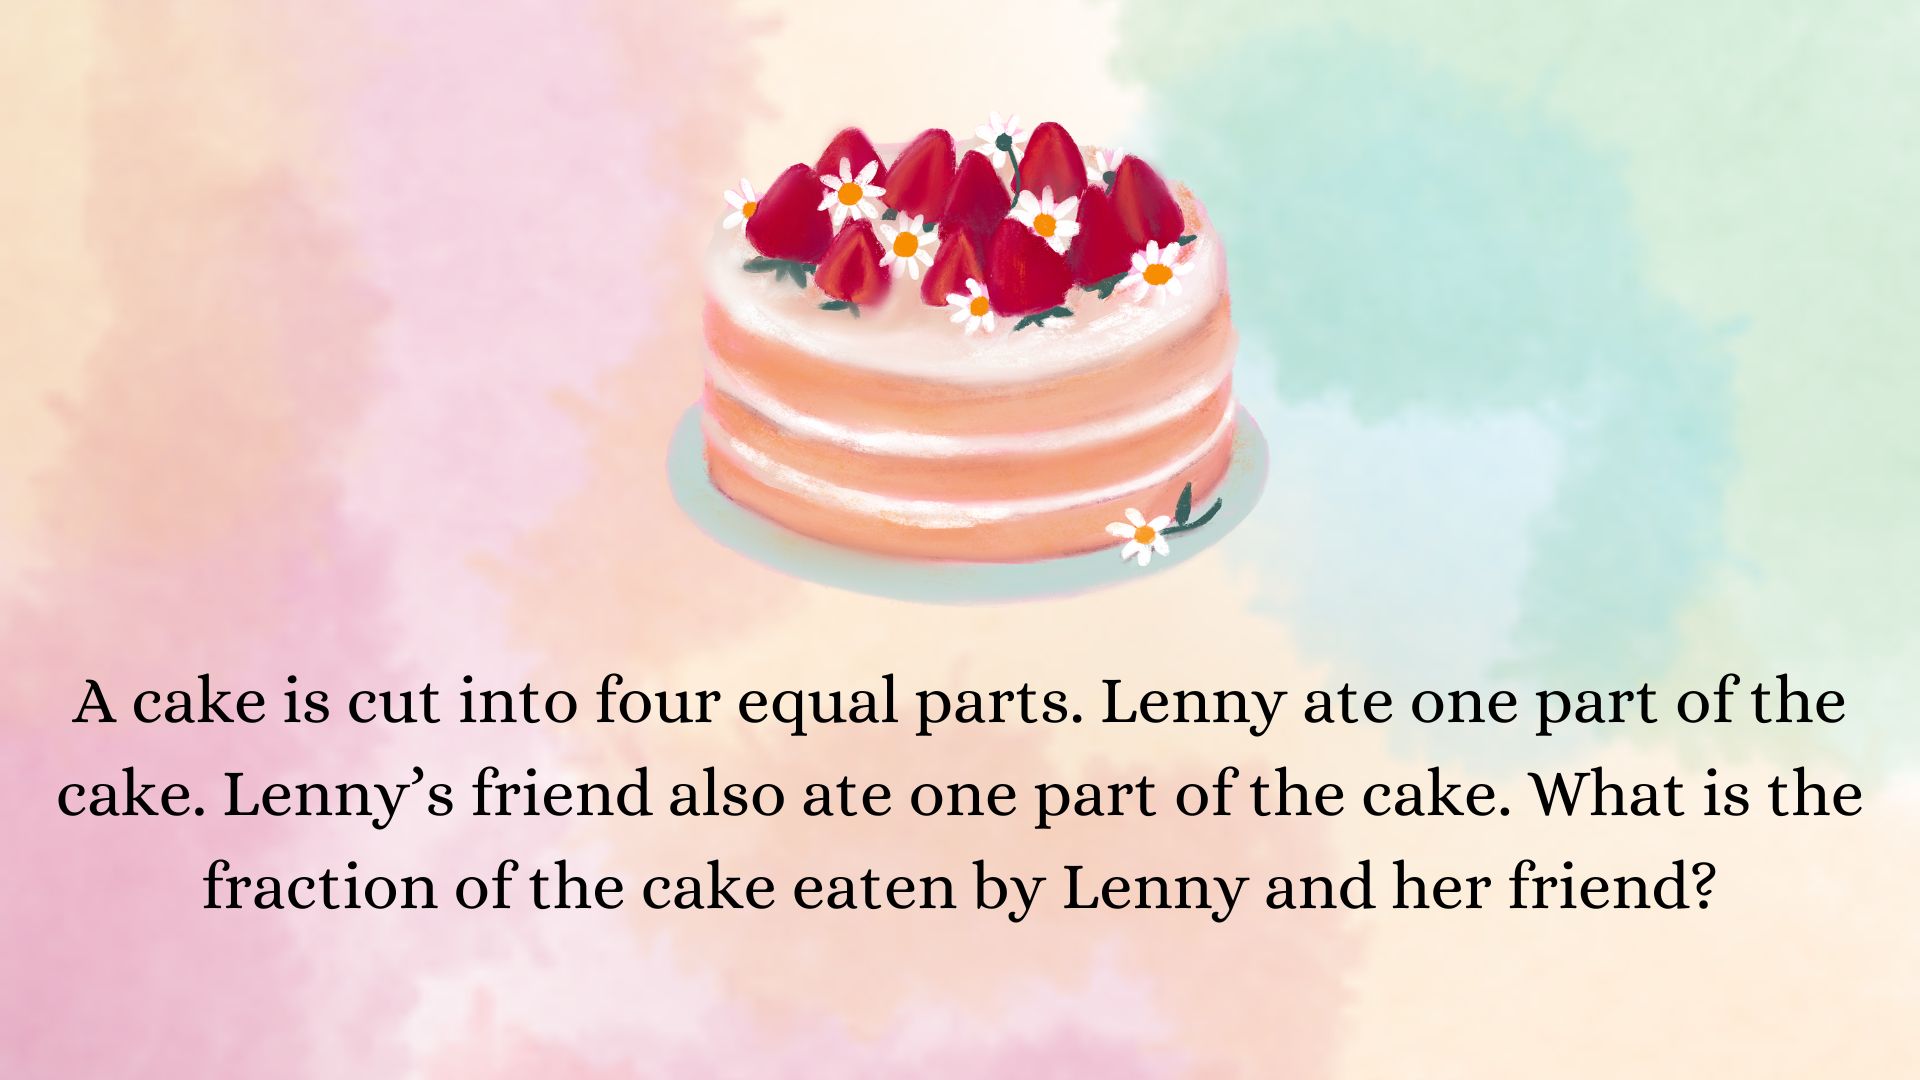 A cake is cut into four equal parts. Lenny ate one part of the
cake. Lenny’s friend also ate one part of the cake. What is the
fraction of the cake eaten by Lenny and her friend?